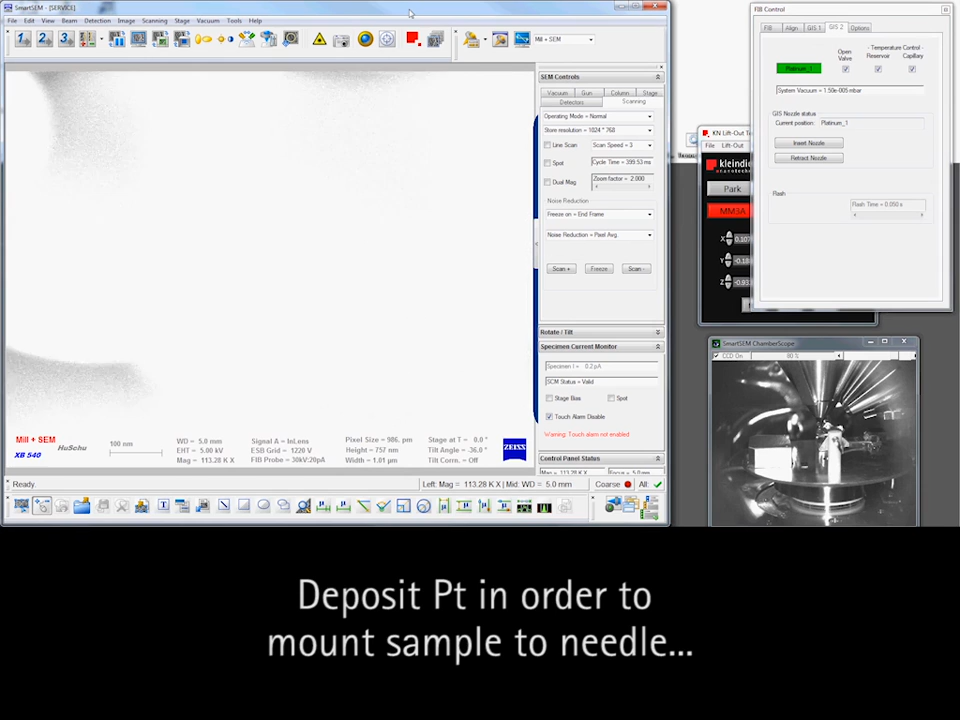 SmartSEM - [SERVICE]
File Edit View Beam Detection Image Scanning Stage Vacuum Tools Help
Mill + SEM
SEM Controls
Vacuum Gun Column Stage
Detectors Scanning
Operating Mode = Normal
Store resolution = 1024 * 768
Line Scan Scan Speed = 3
Spot Cycle Time = 399.53 ms
Dual Mag Zoom factor = 2.000
Noise Reduction
Freeze on = End Frame
Noise Reduction = Pixel Avg.
Scan + Freeze Scan -
Rotate / Tilt
Specimen Current Monitor
Specimen I = 0.2 pA
SCM Status = Valid
Stage Bias Spot
Touch Alarm Disable
Warning: Touch alarm not enabled
Control Panel Status
Mag = 113.28 K X Focus = 5.0 mm
Mill + SEM
XB 540
HuSchu
100 nm
WD = 5.0 mm
EHT = 5.00 kV
Mag = 113.28 K X
Signal A = InLens
ESB Grid = 1220 V
FIB Probe = 30kV:20pA
Pixel Size = 986. pm
Height = 757 nm
Width = 1.01 µm
Stage at T = 0.0 °
Tilt Angle = -36.0 °
Tilt Corrn. = Off
ZEISS
Ready.
Left: Mag = 113.28 K X Mid: WD = 5.0 mm
Coarse All:
FIB Control
FIB Align GIS 1 GIS 2 Options
Open Valve
- Temperature Control -
Reservoir Capillary
Platinum_1
System Vacuum = 1.50e-005 mbar
GIS Nozzle status
Current position: Platinum_1
Insert Nozzle
Retract Nozzle
Flash
Flash Time = 0.050 s
KN Lift-Out
File Lift-Out
kleindie
nanotechn
Park
MM3A
X
Y
Z
SmartSEM ChamberScope
CCD On 80 %
Deposit Pt in order to
mount sample to needle...